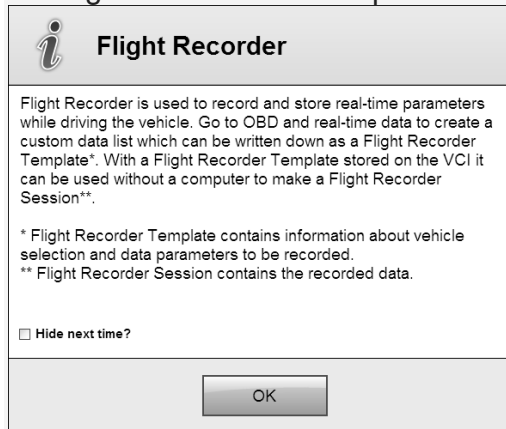 Flight Recorder
Flight Recorder is used to record and store real-time parameters
while driving the vehicle. Go to OBD and real-time data to create a
custom data list which can be written down as a Flight Recorder
Template*. With a Flight Recorder Template stored on the VCI it
can be used without a computer to make a Flight Recorder
Session**.
* Flight Recorder Template contains information about vehicle
selection and data parameters to be recorded.
** Flight Recorder Session contains the recorded data.
Hide next time?
OK